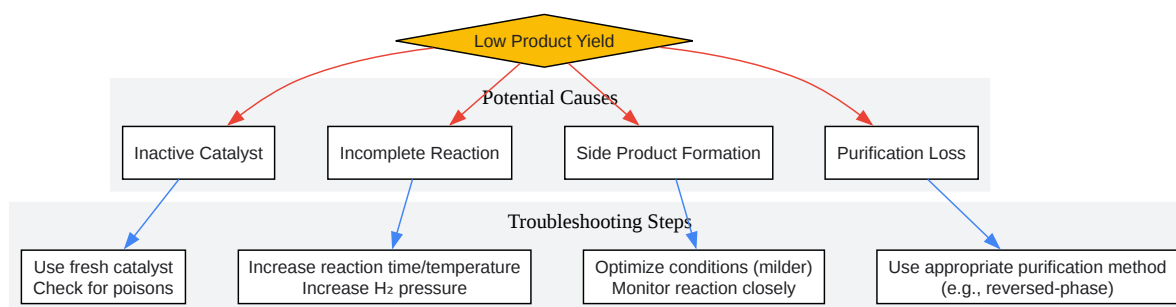 Low Product Yield
Potential Causes
Inactive Catalyst
Incomplete Reaction
Side Product Formation
Purification Loss
Troubleshooting Steps
Use fresh catalyst
Check for poisons
Increase reaction time/temperature
Increase H₂ pressure
Optimize conditions (milder)
Monitor reaction closely
Use appropriate purification method
(e.g., reversed-phase)